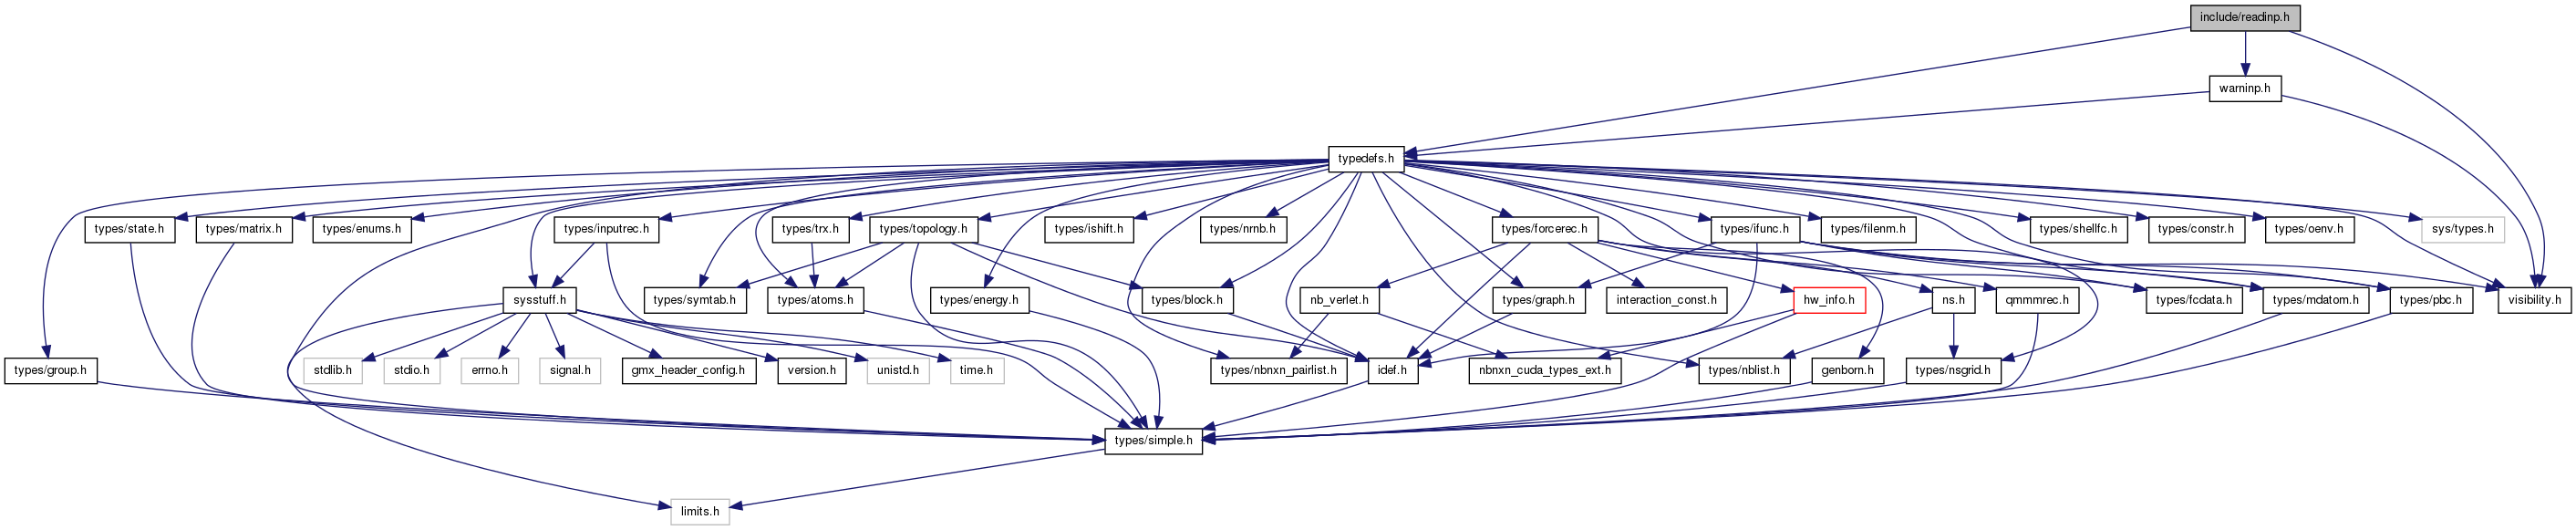 include/readinp.h
warninp.h
typedefs.h
types/state.h
types/matrix.h
types/enums.h
types/inputrec.h
types/trx.h
types/topology.h
types/ishift.h
types/nrnb.h
types/forcerec.h
types/ifunc.h
types/filenm.h
types/shellfc.h
types/constr.h
types/oenv.h
sys/types.h
sysstuff.h
types/symtab.h
types/atoms.h
types/energy.h
types/block.h
nb_verlet.h
types/graph.h
interaction_const.h
hw_info.h
ns.h
qmmmrec.h
types/fcdata.h
types/mdatom.h
types/pbc.h
visibility.h
types/group.h
stdlib.h
stdio.h
errno.h
signal.h
gmx_header_config.h
version.h
unistd.h
time.h
types/nbnxn_pairlist.h
idef.h
nbnxn_cuda_types_ext.h
types/nblist.h
genborn.h
types/nsgrid.h
types/simple.h
limits.h